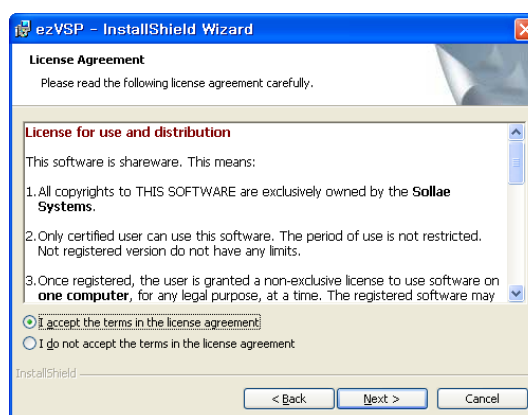 ezVSP - InstallShield Wizard
License Agreement
Please read the following license agreement carefully.
License for use and distribution
This software is shareware. This means:
1.All copyrights to THIS SOFTWARE are exclusively owned by the Sollae
Systems.
2.Only certified user can use this software. The period of use is not restricted.
Not registered version do not have any limits.
3.Once registered, the user is granted a non-exclusive license to use software on
one computer, for any legal purpose, at a time. The registered software may
I accept the terms in the license agreement
I do not accept the terms in the license agreement
InstallShield
< Back
Next >
Cancel